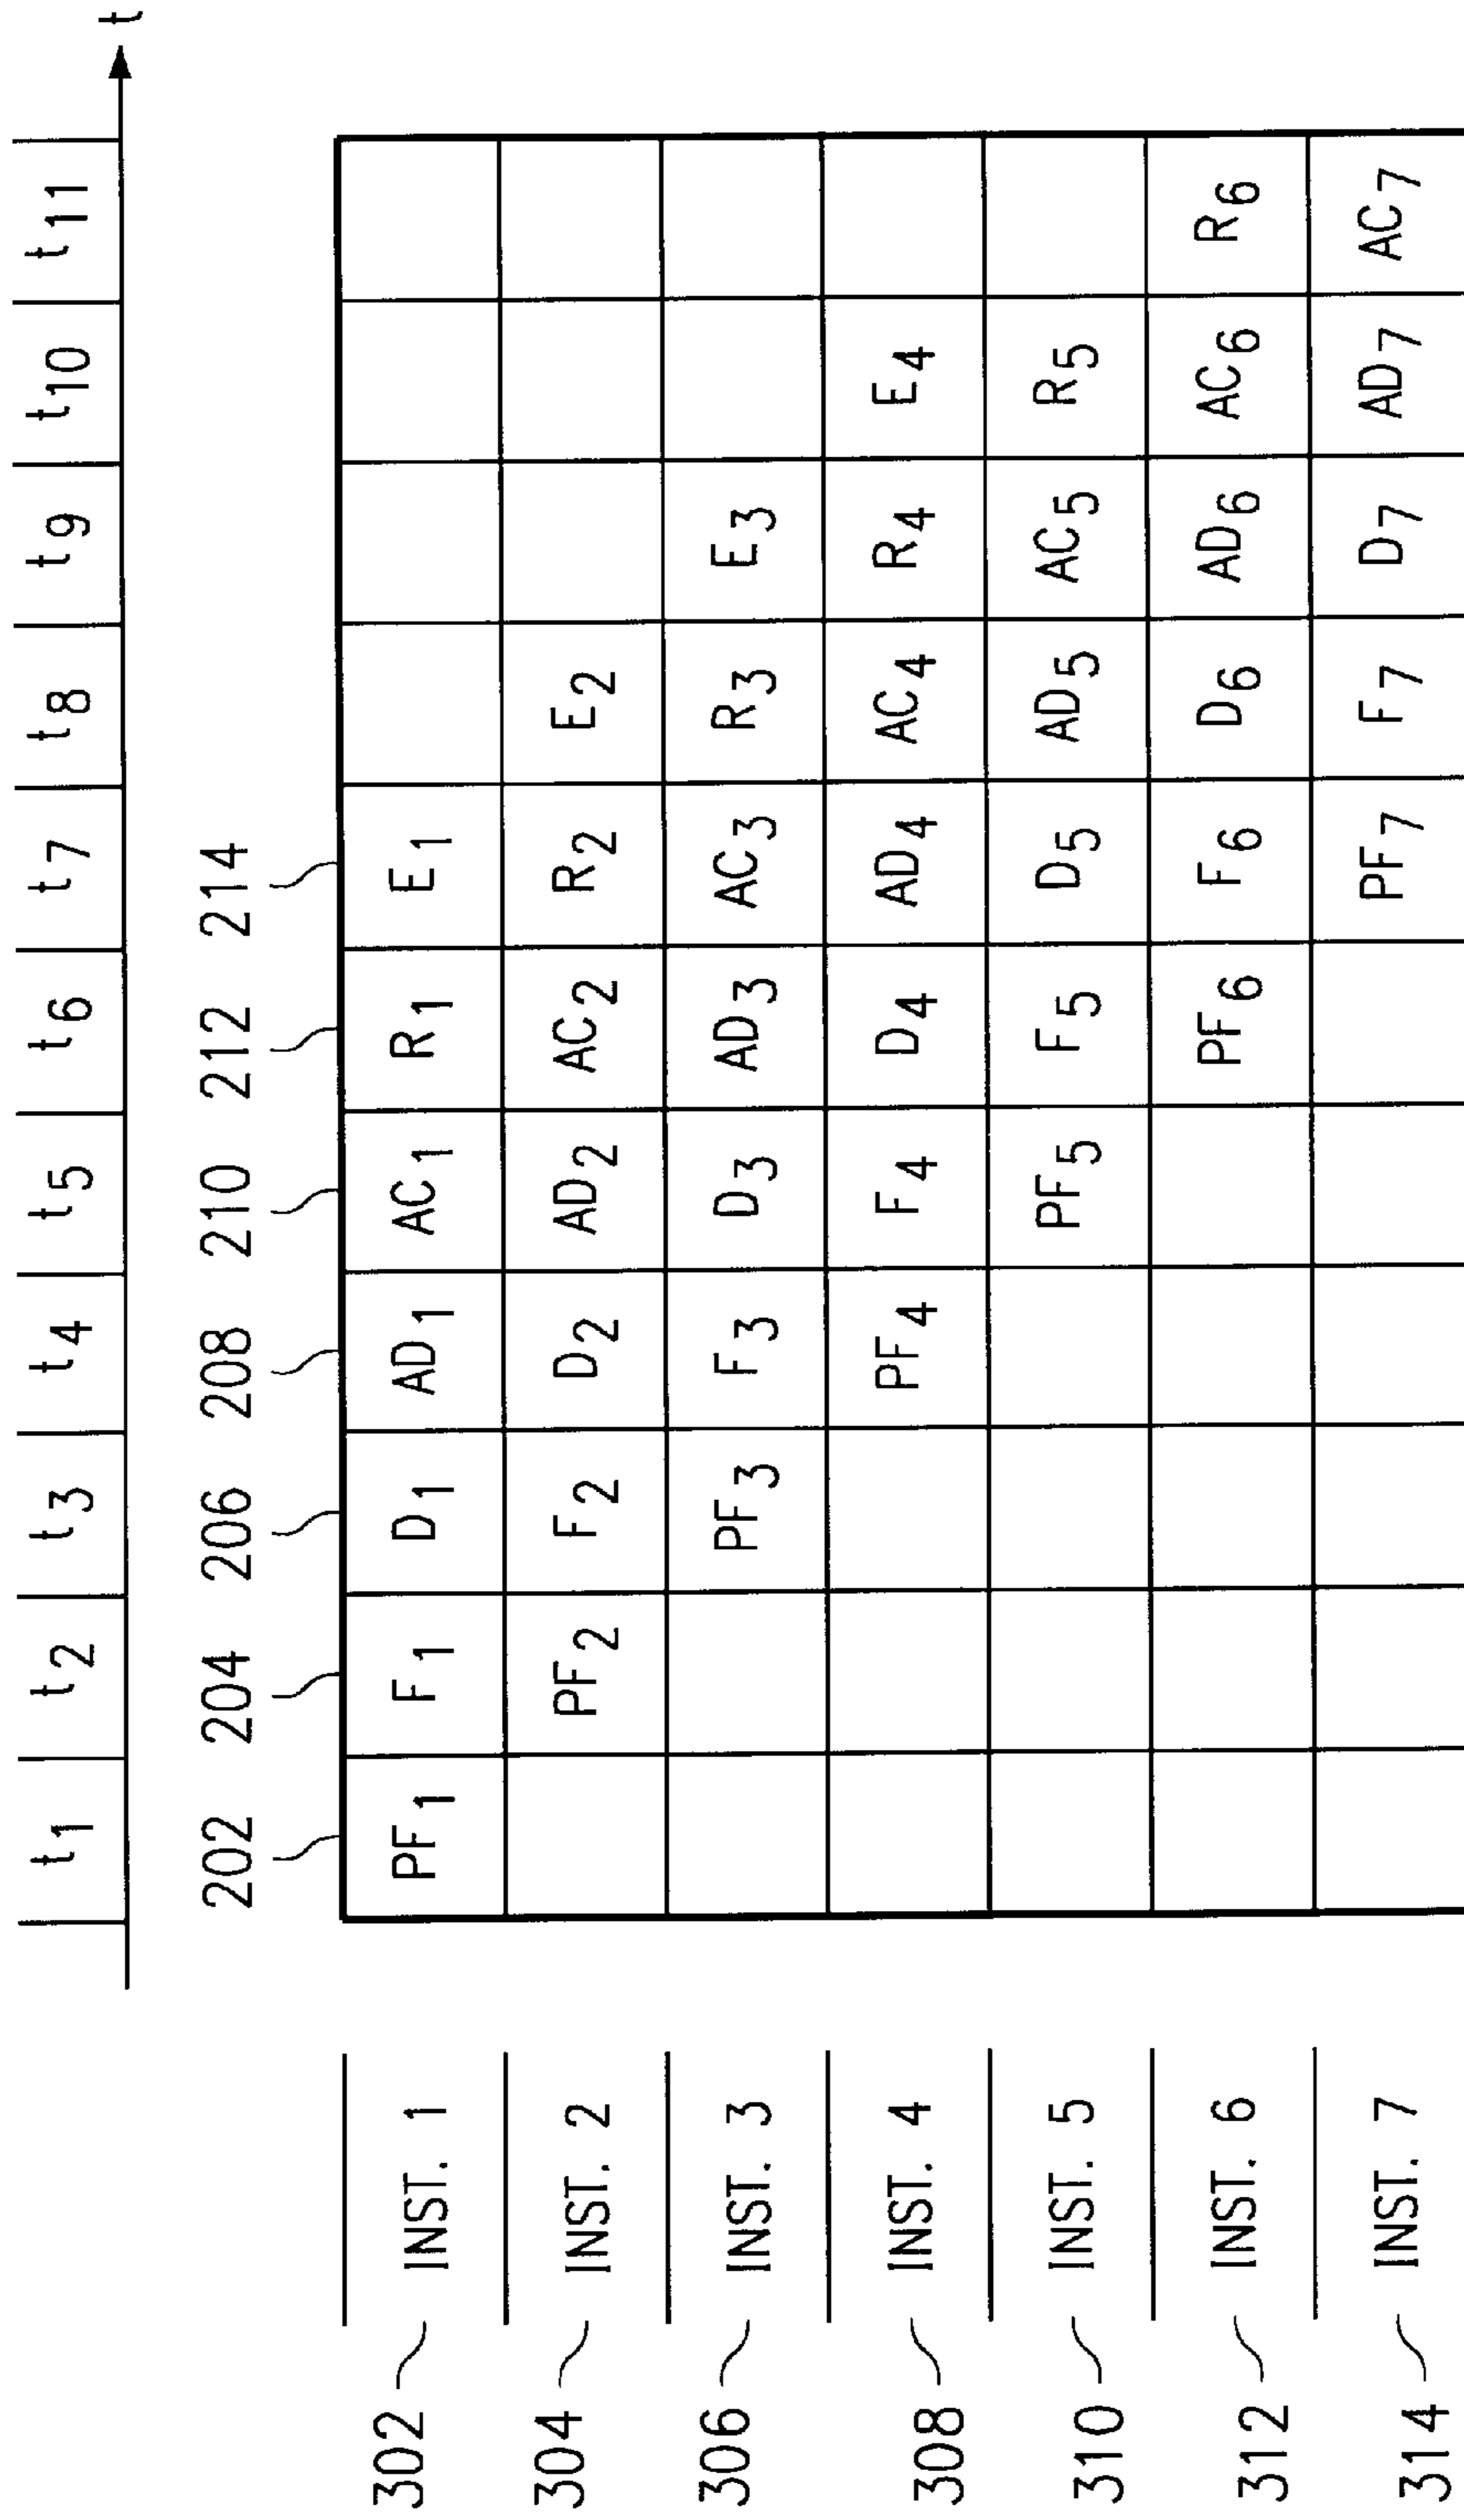 t1 t2 t3 t4 t5 t6 t7 t8 t9 t10 t11 t
202 204 206 208 210 212 214
302 INST. 1 PF1 F1 D1 AD1 AC1 R1 E1
304 INST. 2 PF2 F2 D2 AD2 AC2 R2 E2
306 INST. 3 PF3 F3 D3 AD3 AC3 R3 E3
308 INST. 4 PF4 F4 D4 AD4 AC4 R4 E4
310 INST. 5 PF5 F5 D5 AD5 AC5 R5
312 INST. 6 PF6 F6 D6 AD6 AC6 R6
314 INST. 7 PF7 F7 D7 AD7 AC7